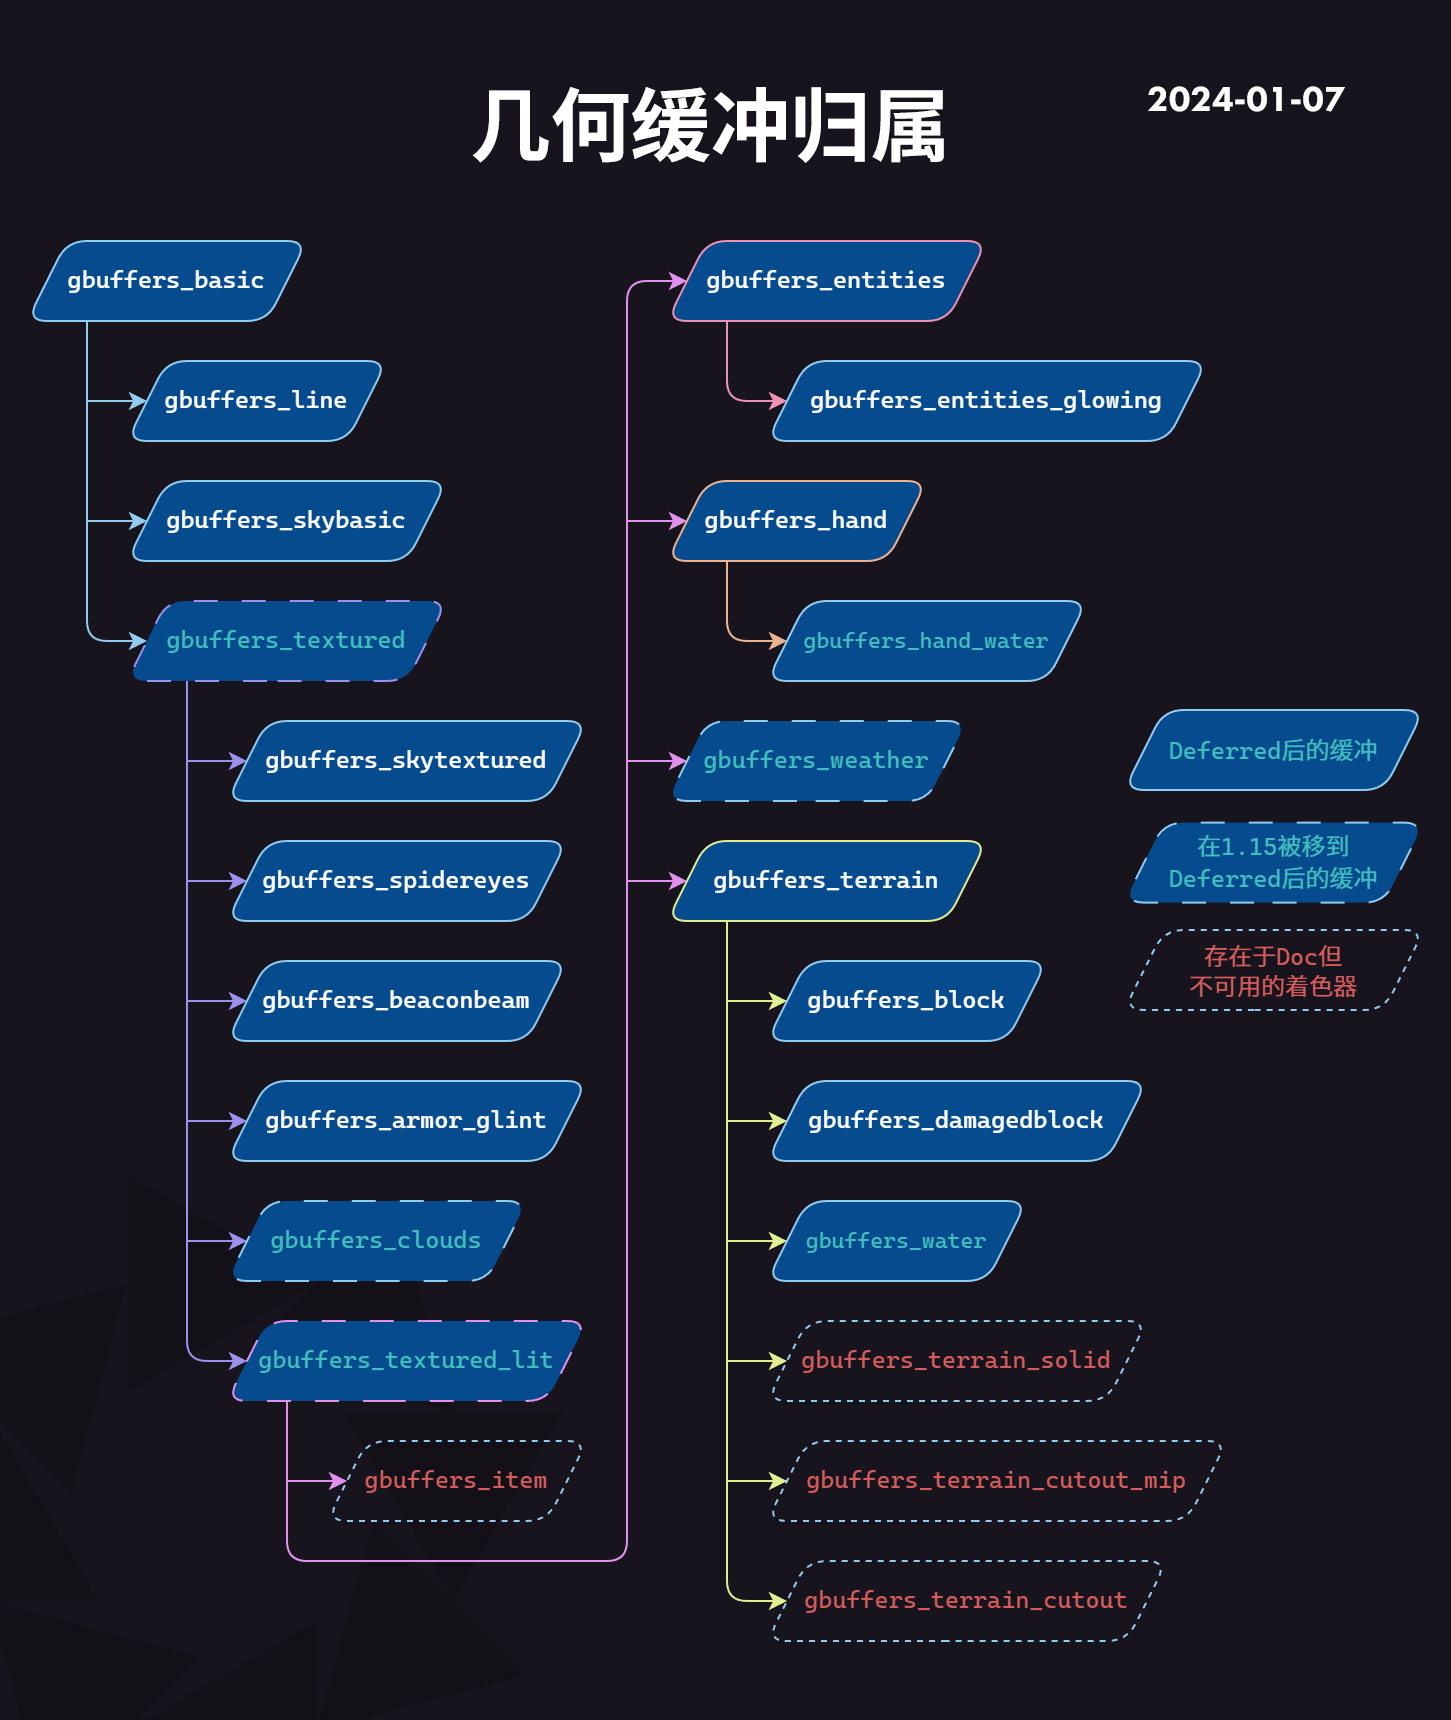 几何缓冲归属
2024-01-07
gbuffers_basic
gbuffers_line
gbuffers_skybasic
gbuffers_textured
gbuffers_skytextured
gbuffers_spidereyes
gbuffers_beaconbeam
gbuffers_armor_glint
gbuffers_clouds
gbuffers_textured_lit
gbuffers_item
gbuffers_entities
gbuffers_entities_glowing
gbuffers_hand
gbuffers_hand_water
gbuffers_weather
gbuffers_terrain
gbuffers_block
gbuffers_damagedblock
gbuffers_water
gbuffers_terrain_solid
gbuffers_terrain_cutout_mip
gbuffers_terrain_cutout
Deferred后的缓冲
在1.15被移到
Deferred后的缓冲
存在于Doc但
不可用的着色器